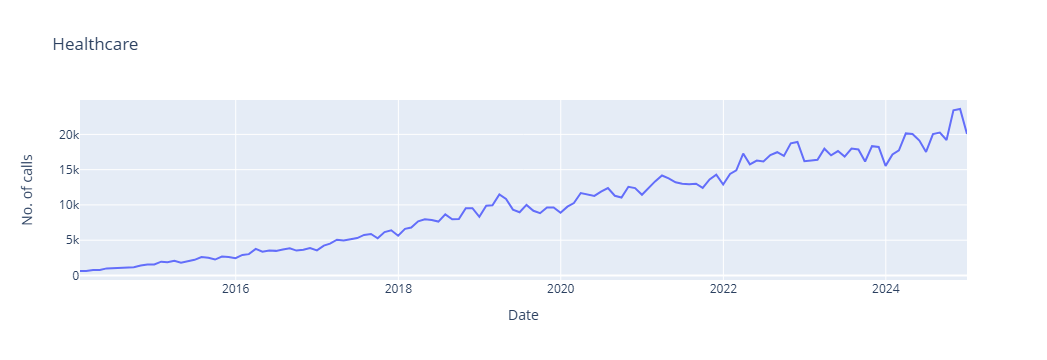 Healthcare
No. of calls
20k
15k
10k
5k
0
2016
2018
2020
2022
2024
Date